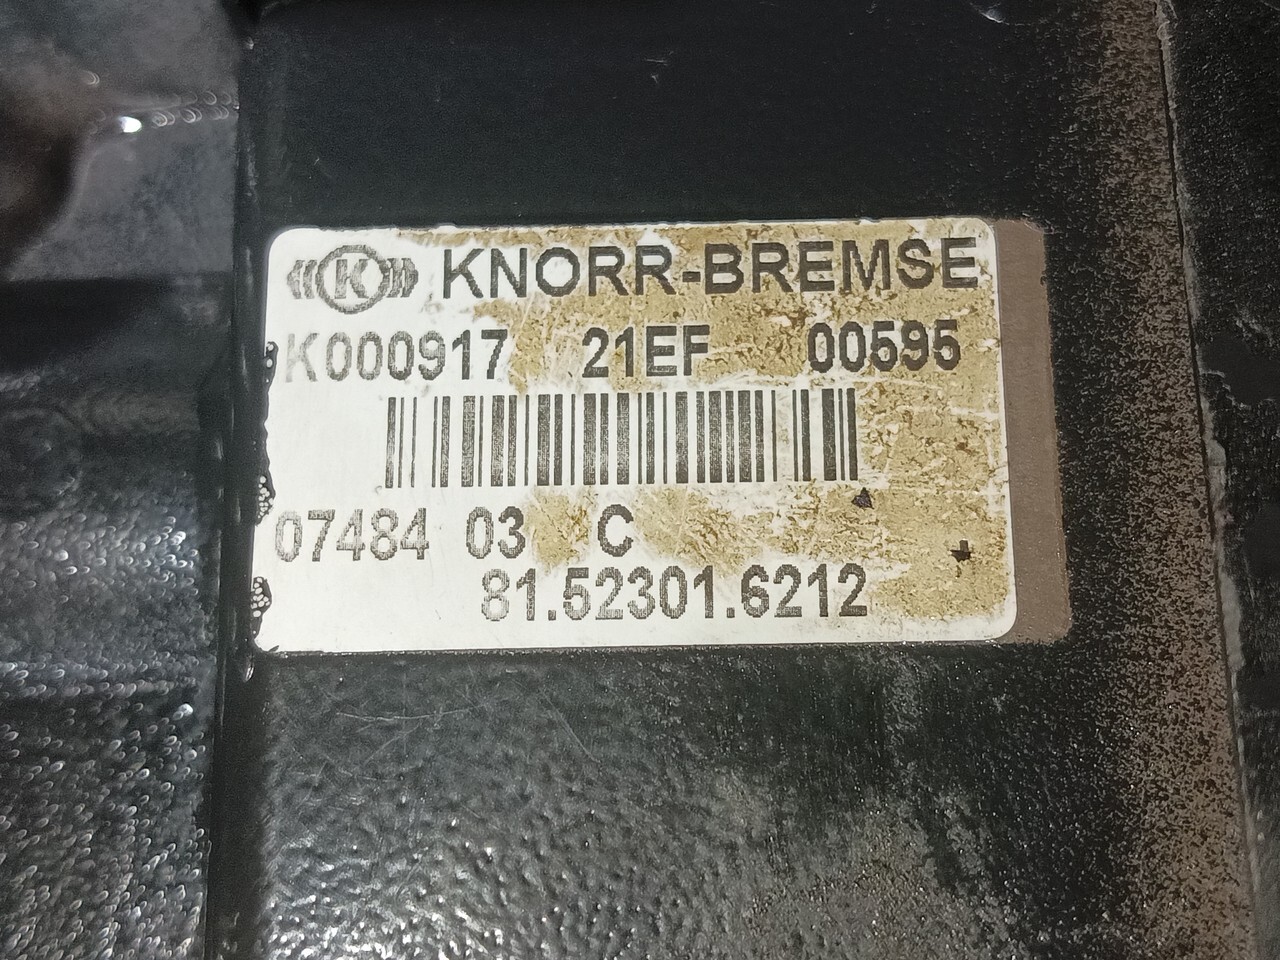 K KNORR-BREMSE
K000917 21EF 00595
07484 03 C
81.52301.6212